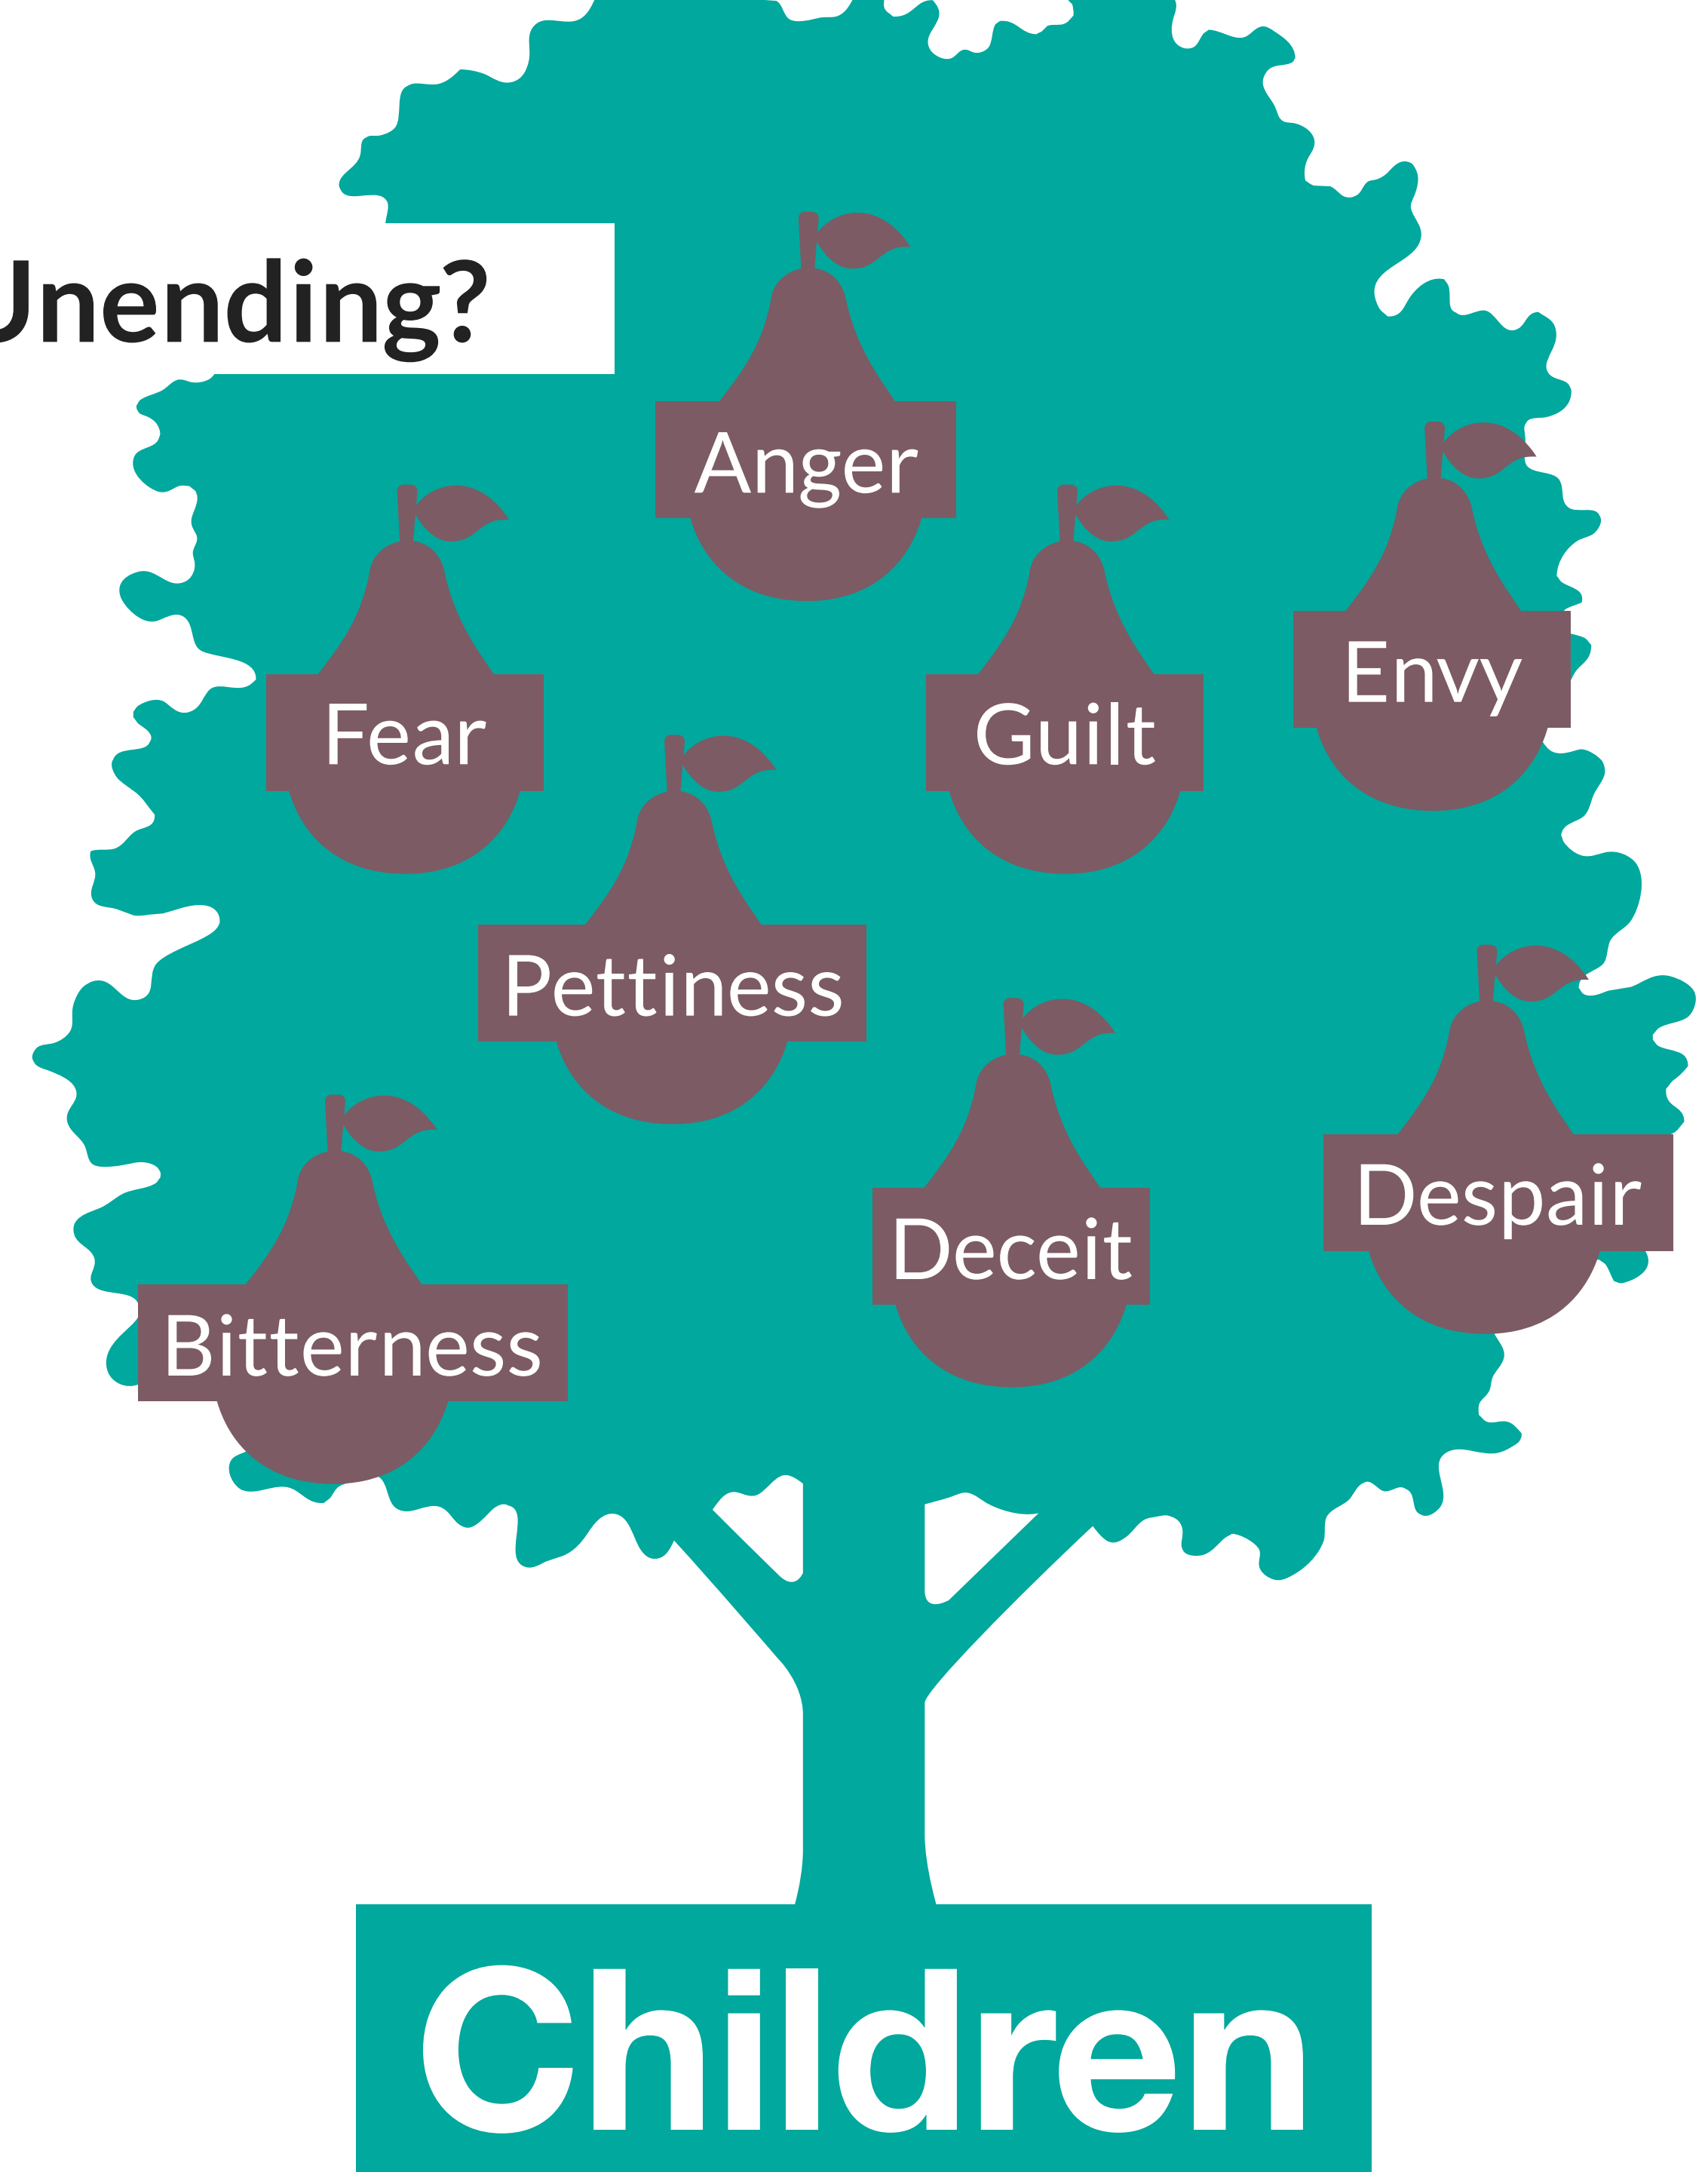 Unending?
Anger
Envy
Fear
Guilt
Pettiness
Despair
Deceit
Bitterness
Children